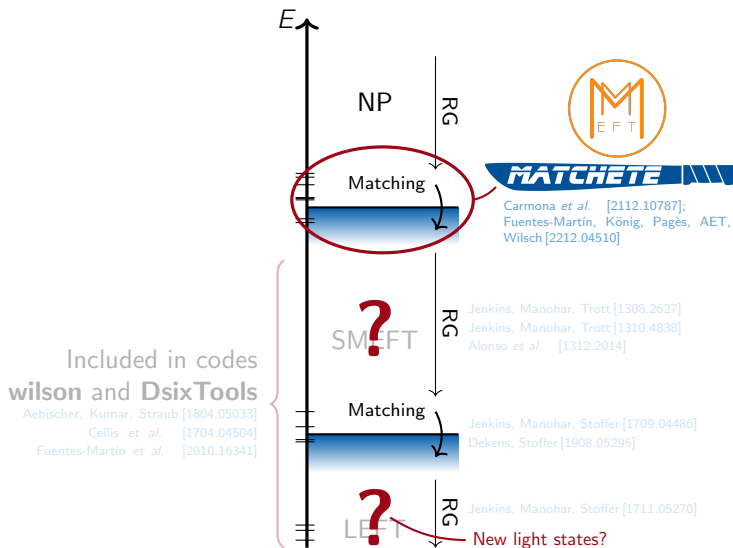 E
NP
RG
M
EFT
Matching
MATCHETE
Carmona et al. [2112.10787];
Fuentes-Martín, König, Pagès, AET,
Wilsch [2212.04510]
?
SMEFT
RG
Jenkins, Manohar, Trott [1308.2627]
Jenkins, Manohar, Trott [1310.4838]
Alonso et al. [1312.2014]
Included in codes
wilson and DsixTools
Aebischer, Kumar, Straub [1804.05033]
Cellis et al. [1704.04504]
Fuentes-Martín et al. [2010.16341]
Matching
Jenkins, Manohar, Stoffer [1709.04486]
Dekens, Stoffer [1908.05295]
?
LEFT
RG
Jenkins, Manohar, Stoffer [1711.05270]
New light states?